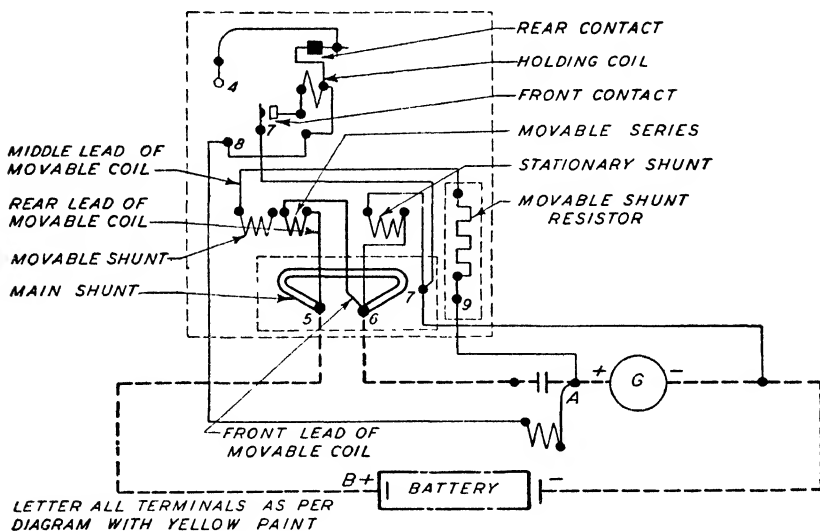 REAR CONTACT
HOLDING COIL
4
FRONT CONTACT
7
MOVABLE SERIES
8
MIDDLE LEAD OF
MOVABLE COIL
STATIONARY SHUNT
REAR LEAD OF
MOVABLE COIL
MOVABLE SHUNT
RESISTOR
MOVABLE SHUNT
MAIN SHUNT
5
6
7
9
+
G
-
A
FRONT LEAD OF
MOVABLE COIL
B+
BATTERY
-
LETTER ALL TERMINALS AS PER
DIAGRAM WITH YELLOW PAINT